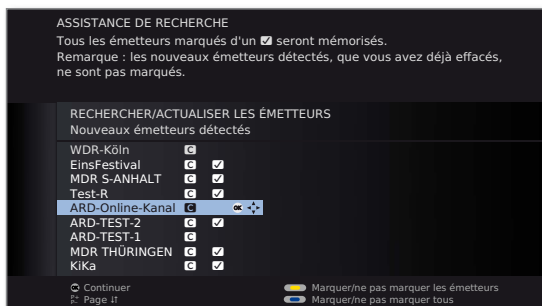 ASSISTANCE DE RECHERCHE
Tous les émetteurs marqués d'un ☑ seront mémorisés.
Remarque : les nouveaux émetteurs détectés, que vous avez déjà effacés,
ne sont pas marqués.
RECHERCHER/ACTUALISER LES ÉMETTEURS
Nouveaux émetteurs détectés
WDR-Köln C
EinsFestival C ✓
MDR S-ANHALT C ✓
Test-R C ✓
ARD-Online-Kanal C OK
ARD-TEST-2 C ✓
ARD-TEST-1 C
MDR THÜRINGEN C ✓
KiKa C ✓
OK Continuer
Marquer/ne pas marquer les émetteurs
P+ P- Page ↓↑
Marquer/ne pas marquer tous